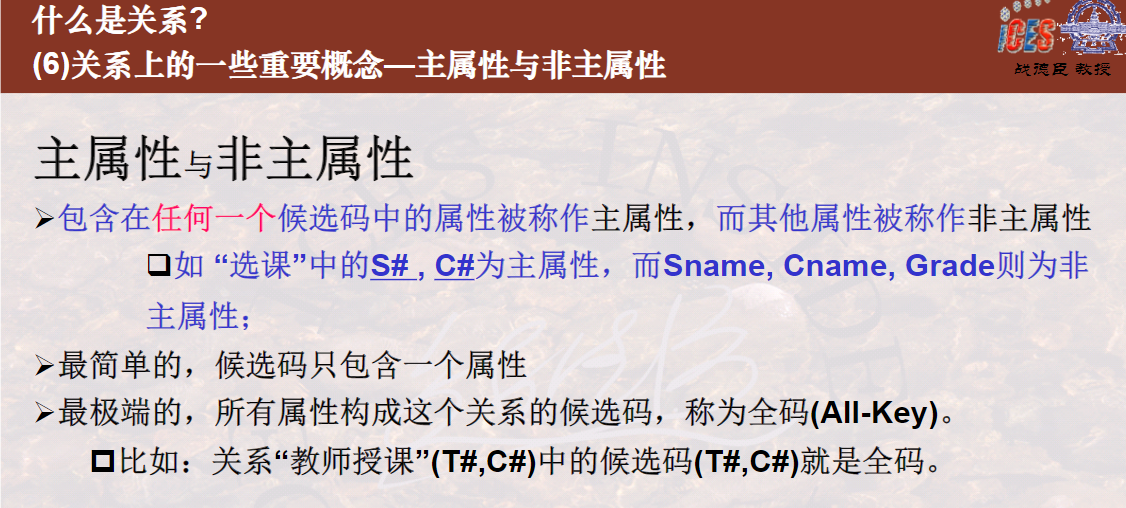 什么是关系?
(6)关系上的一些重要概念—主属性与非主属性
iCES
战德臣 教授
主属性与非主属性
➢包含在任何一个候选码中的属性被称作主属性，而其他属性被称作非主属性
❑如 “选课”中的S# , C#为主属性，而Sname, Cname, Grade则为非
主属性；
➢最简单的，候选码只包含一个属性
➢最极端的，所有属性构成这个关系的候选码，称为全码(All-Key)。
❑比如：关系“教师授课”(T#,C#)中的候选码(T#,C#)就是全码。